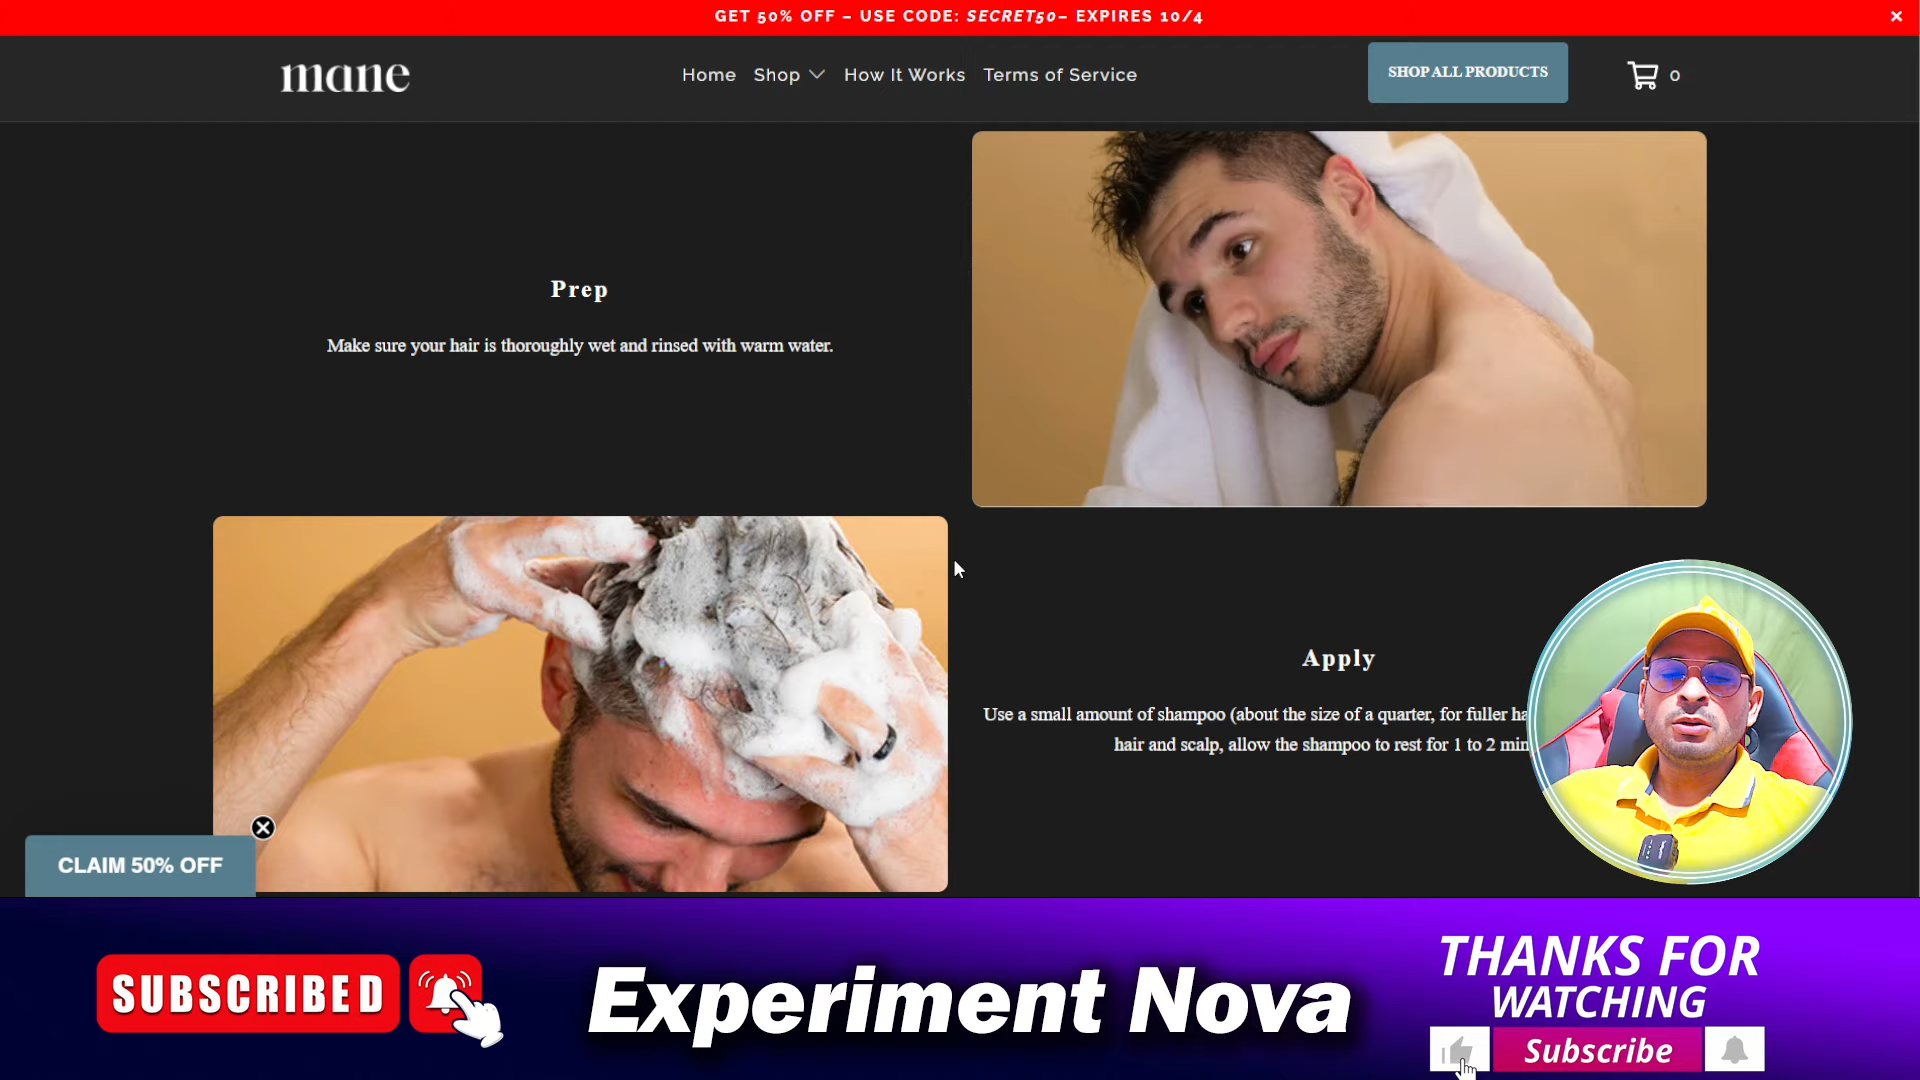 GET 50% OFF – USE CODE: SECRET50– EXPIRES 10/4
mane
Home
Shop
How It Works
Terms of Service
SHOP ALL PRODUCTS
0
Prep
Make sure your hair is thoroughly wet and rinsed with warm water.
Apply
Use a small amount of shampoo (about the size of a quarter, for fuller
hair and scalp, allow the shampoo to rest for 1 to 2
CLAIM 50% OFF
SUBSCRIBED
Experiment Nova
THANKS FOR
WATCHING
Subscribe